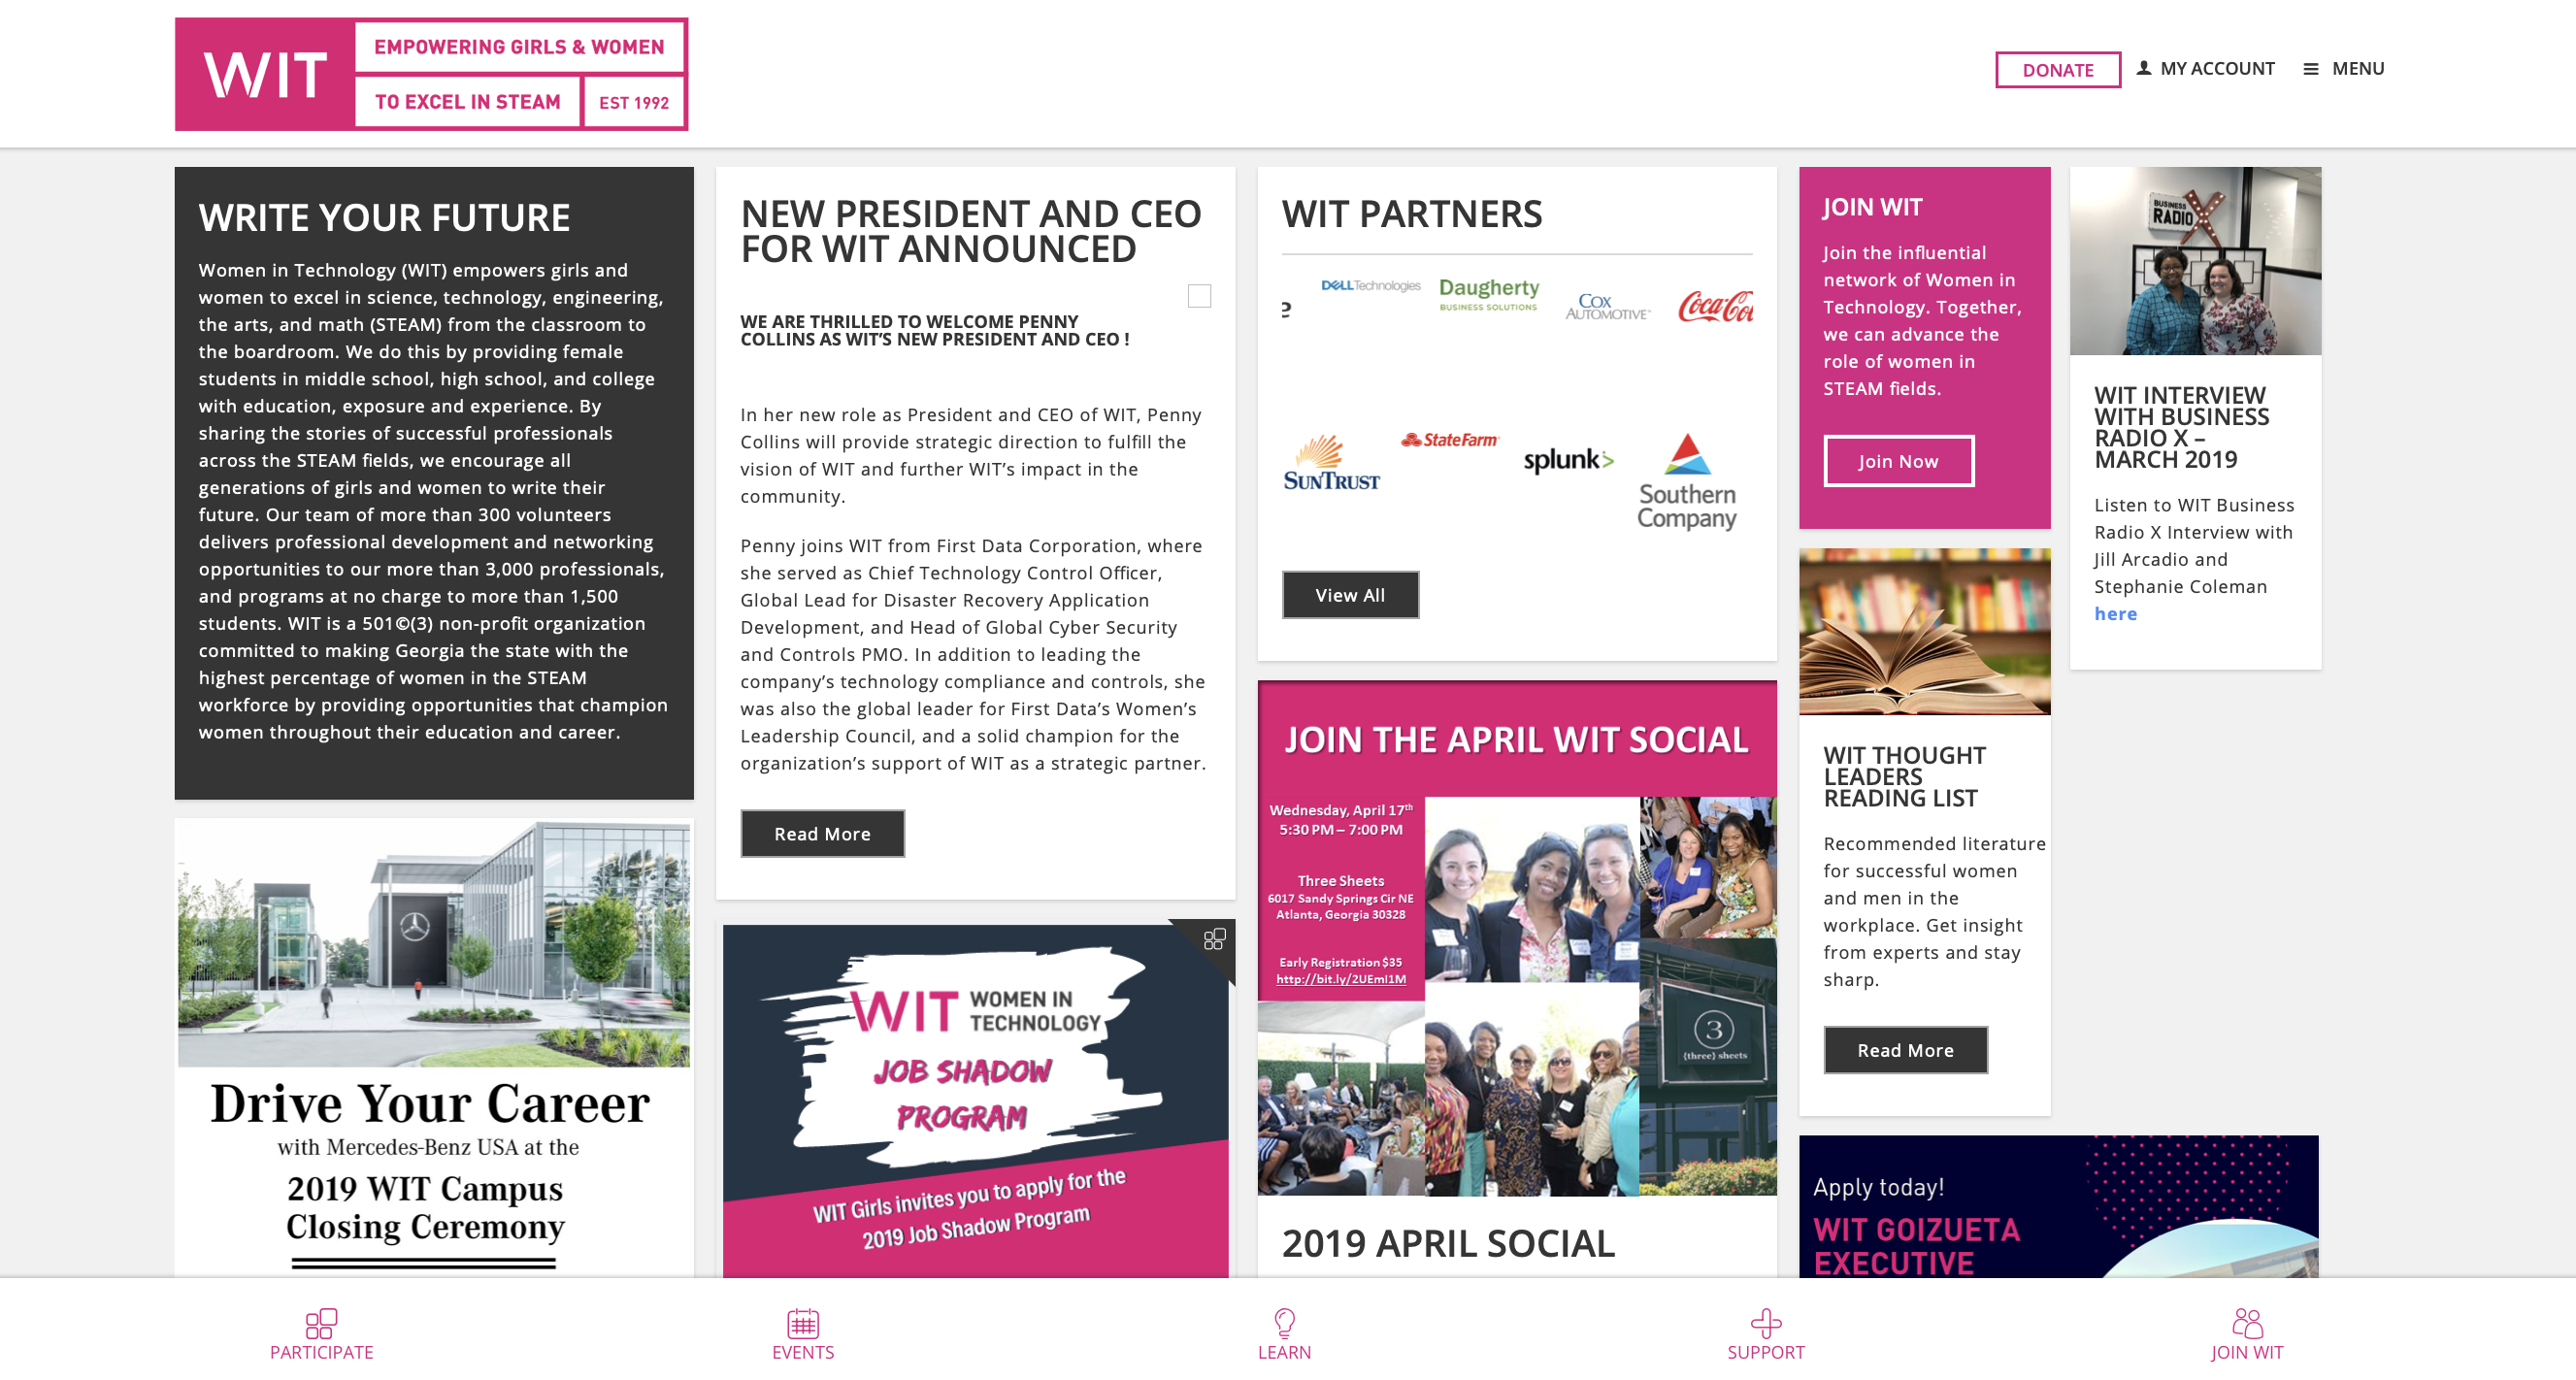 WIT
EMPOWERING GIRLS & WOMEN
TO EXCEL IN STEAM
EST 1992
DONATE
MY ACCOUNT
MENU
WRITE YOUR FUTURE
Women in Technology (WIT) empowers girls and
women to excel in science, technology, engineering,
the arts, and math (STEAM) from the classroom to
the boardroom. We do this by providing female
students in middle school, high school, and college
with education, exposure and experience. By
sharing the stories of successful professionals
across the STEAM fields, we encourage all
generations of girls and women to write their
future. Our team of more than 300 volunteers
delivers professional development and networking
opportunities to our more than 3,000 professionals,
and programs at no charge to more than 1,500
students. WIT is a 501©(3) non-profit organization
committed to making Georgia the state with the
highest percentage of women in the STEAM
workforce by providing opportunities that champion
women throughout their education and career.
Drive Your Career
with Mercedes-Benz USA at the
2019 WIT Campus
Closing Ceremony
NEW PRESIDENT AND CEO
FOR WIT ANNOUNCED
WE ARE THRILLED TO WELCOME PENNY
COLLINS AS WIT’S NEW PRESIDENT AND CEO !
In her new role as President and CEO of WIT, Penny
Collins will provide strategic direction to fulfill the
vision of WIT and further WIT’s impact in the
community.
Penny joins WIT from First Data Corporation, where
she served as Chief Technology Control Officer,
Global Lead for Disaster Recovery Application
Development, and Head of Global Cyber Security
and Controls PMO. In addition to leading the
company’s technology compliance and controls, she
was also the global leader for First Data’s Women’s
Leadership Council, and a solid champion for the
organization’s support of WIT as a strategic partner.
Read More
WIT WOMEN IN
TECHNOLOGY
JOB SHADOW
PROGRAM
WIT Girls invites you to apply for the
2019 Job Shadow Program
WIT PARTNERS
e
DELLTechnologies
Daugherty
BUSINESS SOLUTIONS
COX
AUTOMOTIVE
Coca-Col
SUNTRUST
StateFarm
splunk>
Southern
Company
View All
JOIN THE APRIL WIT SOCIAL
Wednesday, April 17th
5:30 PM – 7:00 PM
Three Sheets
6017 Sandy Springs Cir NE
Atlanta, Georgia 30328
Early Registration $35
http://bit.ly/2UEmI1M
3
{three} sheets
2019 APRIL SOCIAL
JOIN WIT
Join the influential
network of Women in
Technology. Together,
we can advance the
role of women in
STEAM fields.
Join Now
WIT THOUGHT
LEADERS
READING LIST
Recommended literature
for successful women
and men in the
workplace. Get insight
from experts and stay
sharp.
Read More
BUSINESS
RADIO X
WIT INTERVIEW
WITH BUSINESS
RADIO X –
MARCH 2019
Listen to WIT Business
Radio X Interview with
Jill Arcadio and
Stephanie Coleman
here
Apply today!
WIT GOIZUETA
EXECUTIVE
PARTICIPATE
EVENTS
LEARN
SUPPORT
JOIN WIT